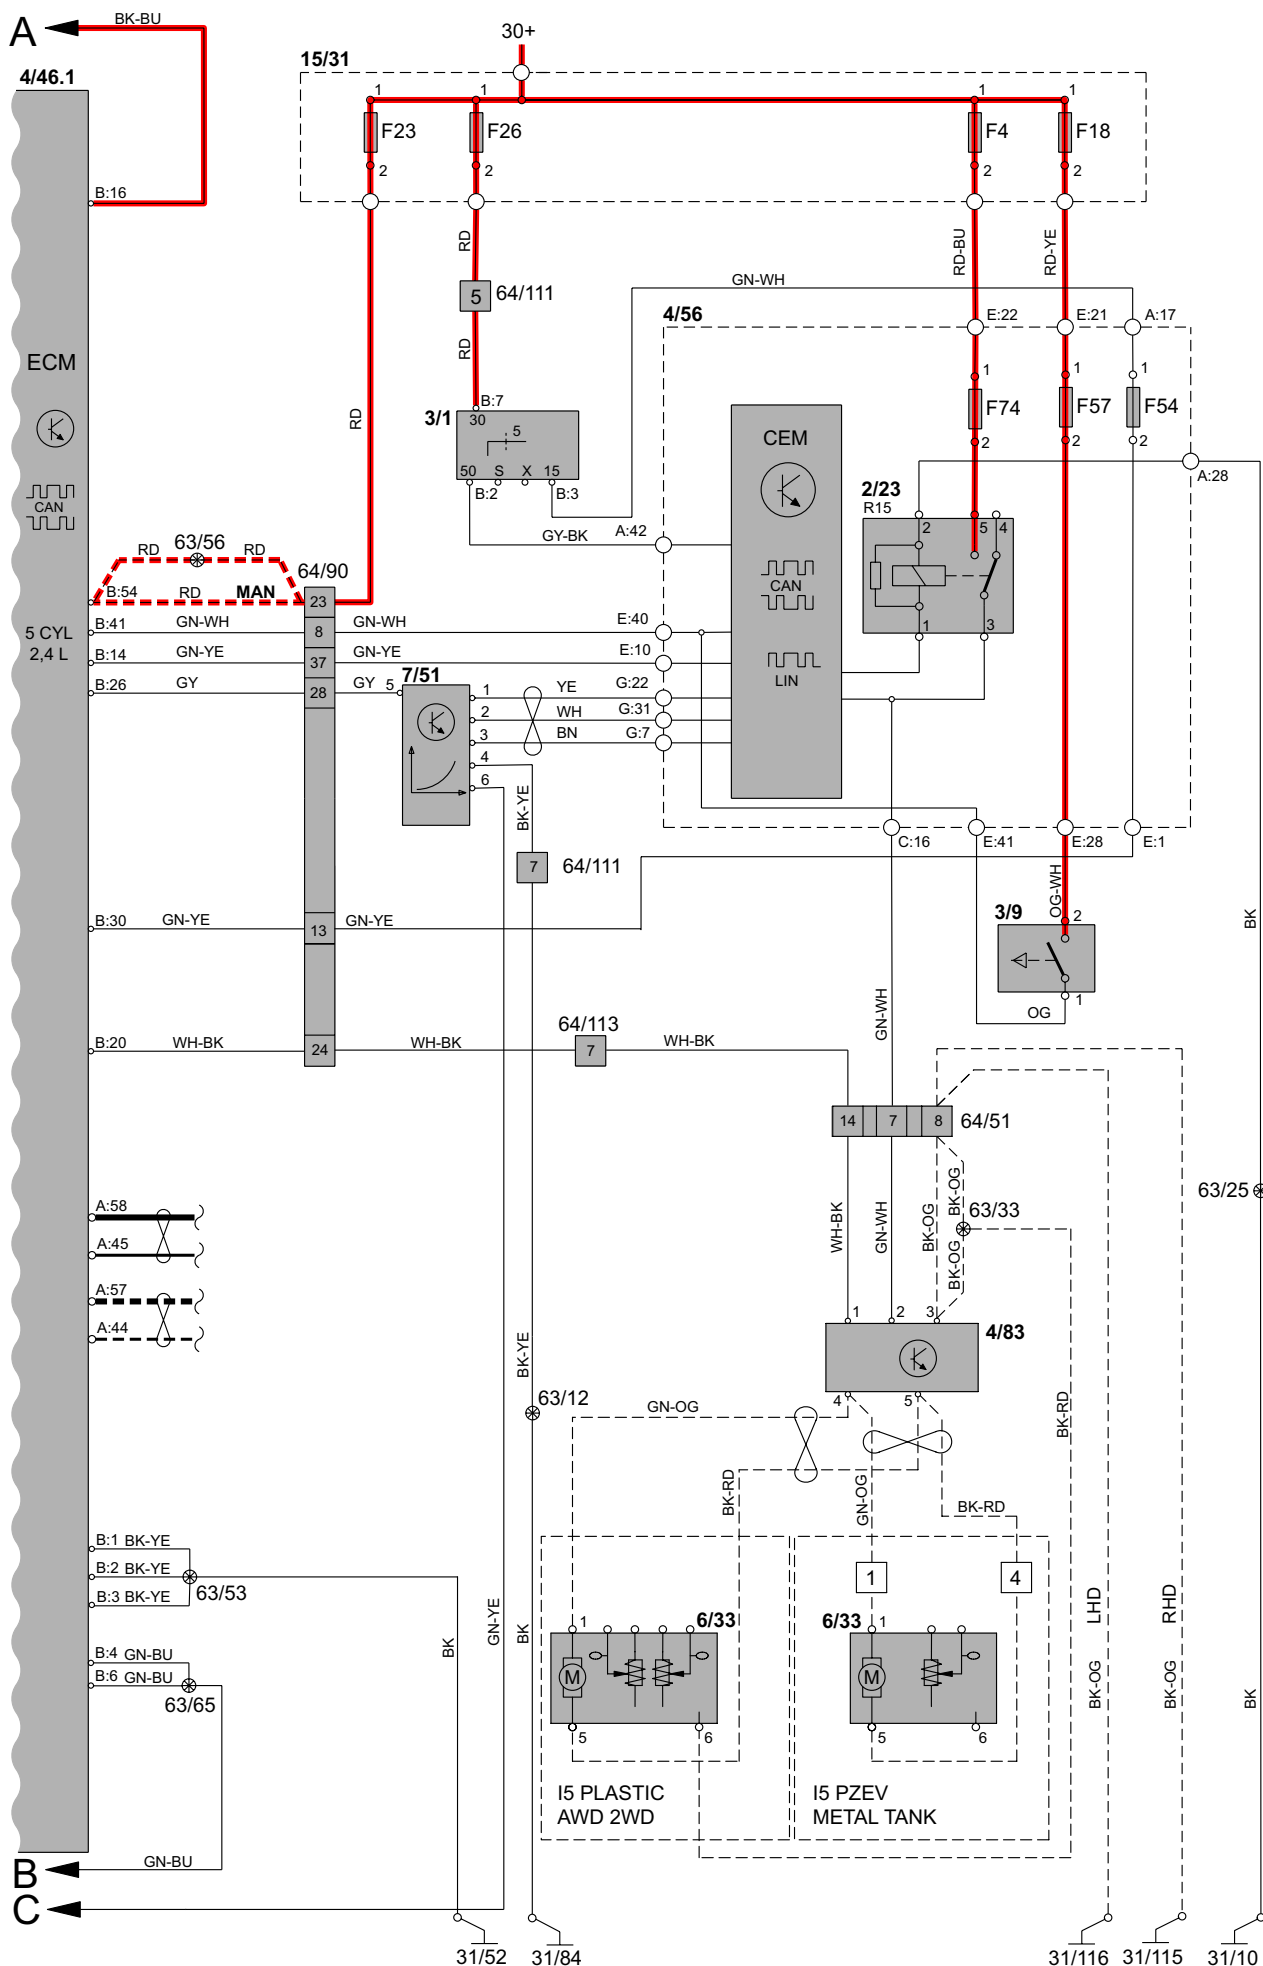 A
BK-BU
30+
4/46.1
15/31
1 1 1 1
F23 F26 F4 F18
2 2 2 2
B:16
RD
RD-BU
RD-YE
GN-WH
5 64/111
4/56
E:22 E:21 A:17
RD
ECM
1 1 1
B:7
3/1 30
5
F74 F57 F54
RD
CEM
2 2 2
50 S X 15
B:2 B:3
A:28
CAN
2/23
R15
A:42
GY-BK
2 5 4
63/56
RD RD
64/90
CAN
B:54 RD MAN 23
B:41 GN-WH 8 GN-WH E:40
1 3
5 CYL
2,4 L
B:14 GN-YE 37 GN-YE E:10
LIN
7/51
B:26 GY 28 GY 5
1 YE G:22
2 WH G:31
3 BN G:7
4
6
BK-YE
C:16 E:41 E:28 E:1
7 64/111
OG-WH
3/9 2
B:30 GN-YE 13 GN-YE
BK
1
OG
GN-WH
64/113
B:20 WH-BK 24 WH-BK 7 WH-BK
14 7 8 64/51
BK-OG
63/25
A:58
63/33
WH-BK
GN-WH
BK-OG
BK-OG
A:45
A:57
1 2 3
A:44
4/83
BK-YE
63/12
4 5
GN-OG
BK-RD
BK-RD
GN-OG
BK-RD
B:1 BK-YE
B:2 BK-YE
63/53
B:3 BK-YE
1 4
GN-YE
LHD
RHD
6/33 6/33
1 1
BK
BK
B:4 GN-BU
B:6 GN-BU
63/65
M M
BK-OG
BK-OG
BK
5 6 5 6
I5 PLASTIC
AWD 2WD
I5 PZEV
METAL TANK
B
GN-BU
C
31/52 31/84 31/116 31/115 31/10